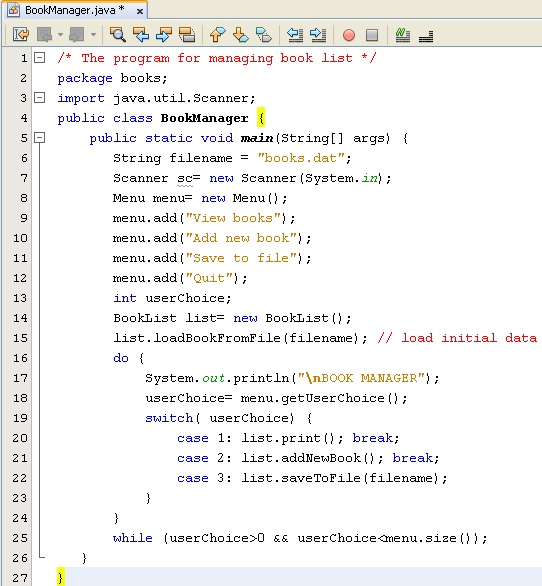 BookManager.java * x
1 /* The program for managing book list */
2 package books;
3 import java.util.Scanner;
4 public class BookManager {
5 public static void main(String[] args) {
6 String filename = "books.dat";
7 Scanner sc= new Scanner(System.in);
8 Menu menu= new Menu();
9 menu.add("View books");
10 menu.add("Add new book");
11 menu.add("Save to file");
12 menu.add("Quit");
13 int userChoice;
14 BookList list= new BookList();
15 list.loadBookFromFile(filename); // load initial data
16 do {
17 System.out.println("\nBOOK MANAGER");
18 userChoice= menu.getUserChoice();
19 switch( userChoice) {
20 case 1: list.print(); break;
21 case 2: list.addNewBook(); break;
22 case 3: list.saveToFile(filename);
23 }
24 }
25 while (userChoice>0 && userChoice<menu.size());
26 }
27 }